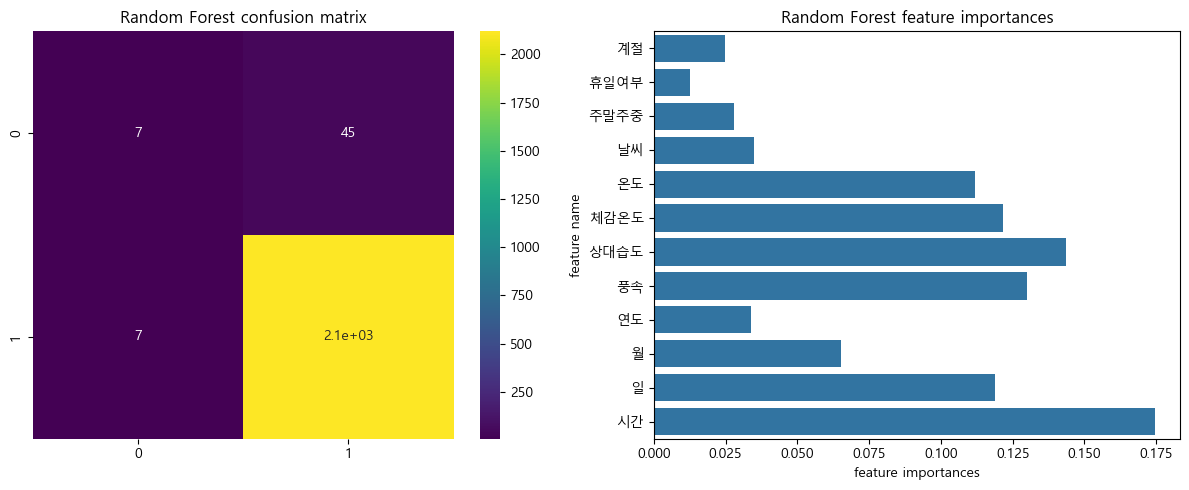 Random Forest confusion matrix
0
1
7
45
7
2.1e+03
0
1
2000
1750
1500
1250
1000
750
500
250
Random Forest feature importances
feature name
계절
휴일여부
주말주중
날씨
온도
체감온도
상대습도
풍속
연도
월
일
시간
0.000
0.025
0.050
0.075
0.100
0.125
0.150
0.175
feature importances